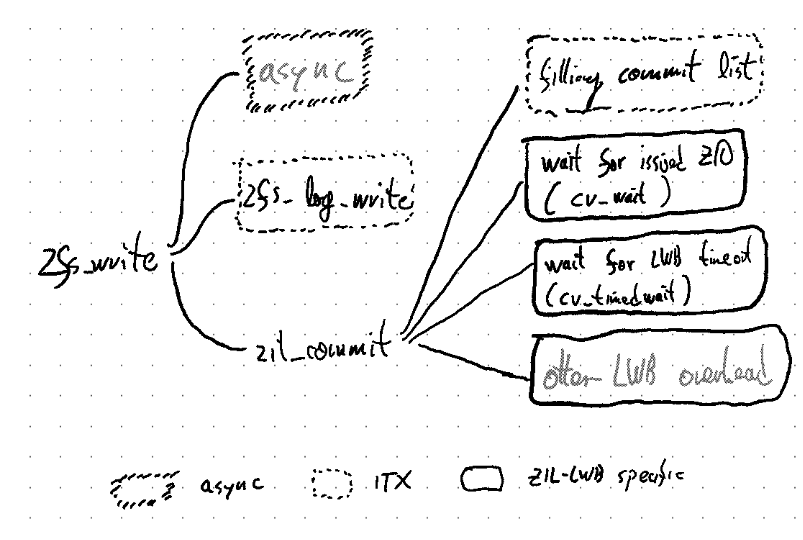 async
filling commit list
wait for issued ZIO
(cv_wait)
zfs_log_write
zfs_write
wait for LWB timeout
(cv_timedwait)
zil_commit
other LWB overhead
async
ITX
ZIL-LWB specific